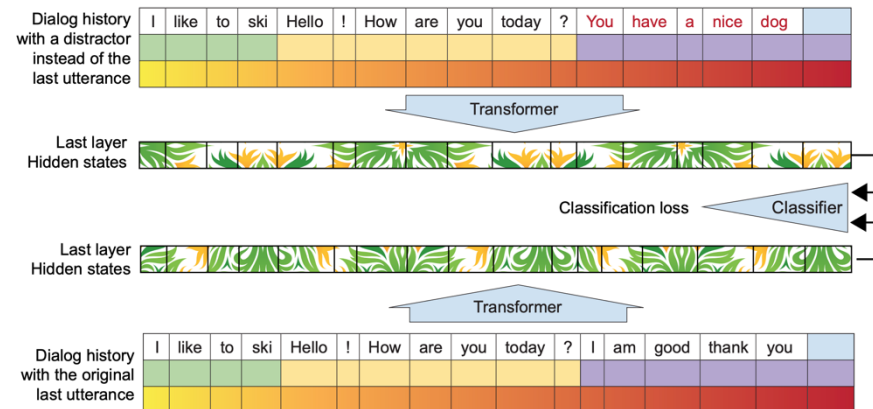 Dialog history
with a distractor
instead of the
last utterance
I like to ski Hello ! How are you today ? You have a nice dog
Transformer
Last layer
Hidden states
Classification loss
Classifier
Last layer
Hidden states
Transformer
Dialog history
with the original
last utterance
I like to ski Hello ! How are you today ? I am good thank you